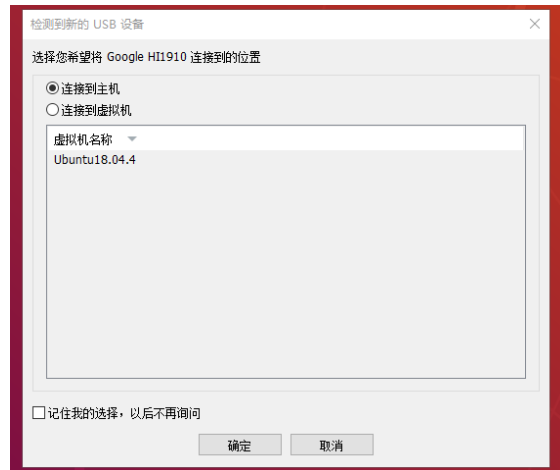 检测到新的 USB 设备
选择您希望将 Google HI1910 连接到的位置
连接到主机
连接到虚拟机
虚拟机名称
Ubuntu18.04.4
记住我的选择，以后不再询问
确定
取消